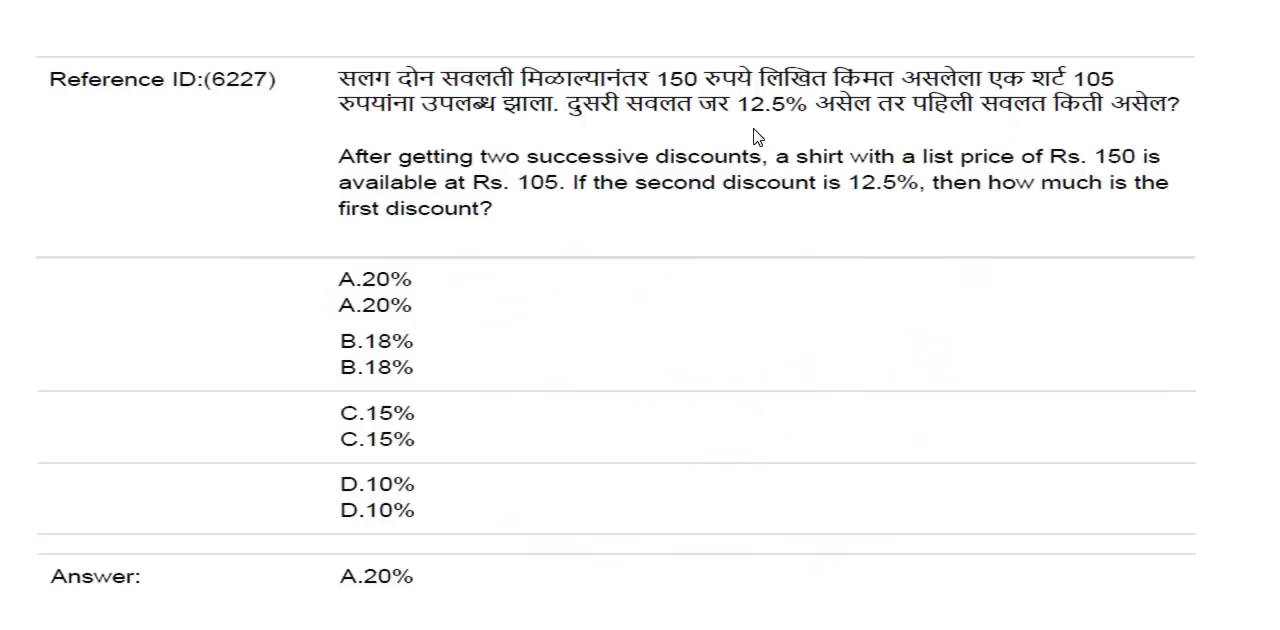 Reference ID:(6227)
सलग दोन सवलती मिळाल्यानंतर 150 रुपये लिखित किंमत असलेला एक शर्ट 105
रुपयांना उपलब्ध झाला. दुसरी सवलत जर 12.5% असेल तर पहिली सवलत किती असेल?
After getting two successive discounts, a shirt with a list price of Rs. 150 is
available at Rs. 105. If the second discount is 12.5%, then how much is the
first discount?
A.20%
A.20%
B.18%
B.18%
C.15%
C.15%
D.10%
D.10%
Answer:
A.20%